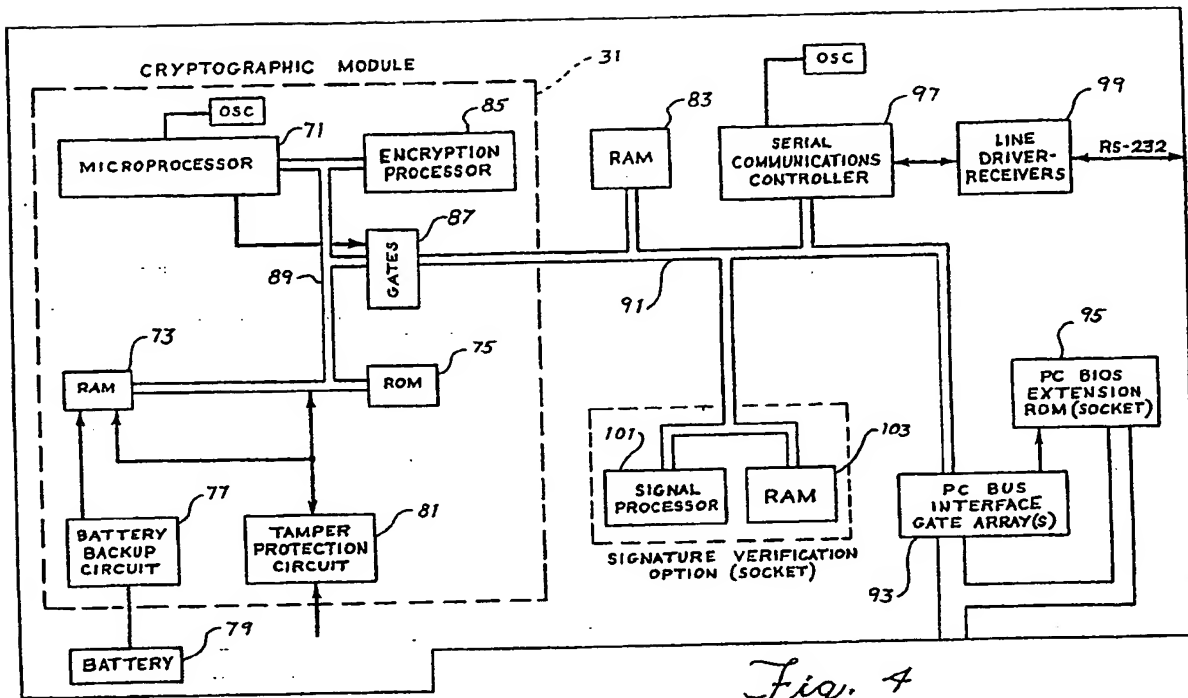 CRYPTOGRAPHIC MODULE
31
OSC
71
MICROPROCESSOR
85
ENCRYPTION
PROCESSOR
87
GATES
89
73
RAM
75
ROM
77
BATTERY
BACKUP
CIRCUIT
81
TAMPER
PROTECTION
CIRCUIT
79
BATTERY
83
RAM
OSC
97
SERIAL
COMMUNICATIONS
CONTROLLER
99
LINE
DRIVER-
RECEIVERS
RS-232
91
101
SIGNAL
PROCESSOR
103
RAM
SIGNATURE VERIFICATION
OPTION (SOCKET)
95
PC BIOS
EXTENSION
ROM (SOCKET)
PC BUS
INTERFACE
GATE ARRAY(S)
93
Fig. 4